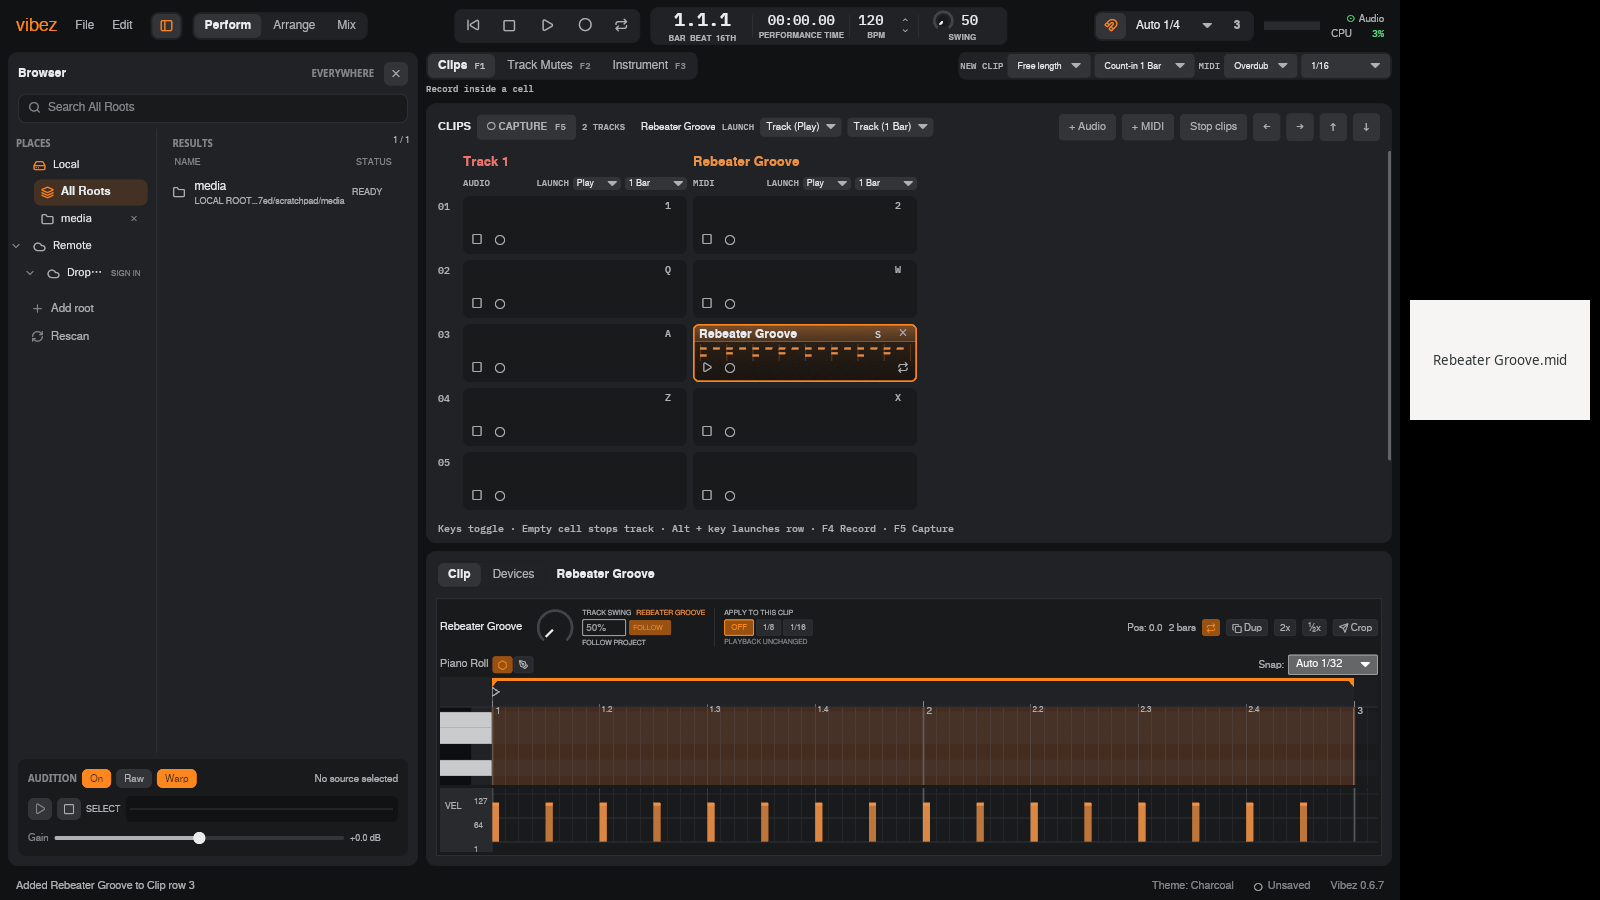 vibez File Edit Perform Arrange Mix
1.1.1 00:00.00 120 50
BAR BEAT 16TH PERFORMANCE TIME BPM SWING
Auto 1/4 3
Audio
CPU 3%
Browser EVERYWHERE
Search All Roots
PLACES
Local
All Roots
media
Remote
Drop··· SIGN IN
Add root
Rescan
RESULTS 1 / 1
NAME STATUS
media READY
LOCAL ROOT...7ed/scratchpad/media
AUDITION On Raw Warp No source selected
SELECT
Gain +0.0 dB
Clips F1 Track Mutes F2 Instrument F3
NEW CLIP Free length Count-in 1 Bar MIDI Overdub 1/16
Record inside a cell
CLIPS CAPTURE F5 2 TRACKS Rebeater Groove LAUNCH Track (Play) Track (1 Bar) + Audio + MIDI Stop clips ← → ↑ ↓
Track 1 Rebeater Groove
AUDIO LAUNCH Play 1 Bar MIDI LAUNCH Play 1 Bar
01 1 2
02 Q W
03 A Rebeater Groove S
04 Z X
05
Keys toggle · Empty cell stops track · Alt + key launches row · F4 Record · F5 Capture
Clip Devices Rebeater Groove
TRACK SWING REBEATER GROOVE APPLY TO THIS CLIP
Rebeater Groove 50% FOLLOW OFF 1/8 1/16 Pos: 0.0 2 bars Dup 2x ½x Crop
FOLLOW PROJECT PLAYBACK UNCHANGED
Piano Roll Snap: Auto 1/32
1 1.2 1.3 1.4 2 2.2 2.3 2.4 3
VEL 127
64
1
Added Rebeater Groove to Clip row 3 Theme: Charcoal Unsaved Vibez 0.6.7
Rebeater Groove.mid